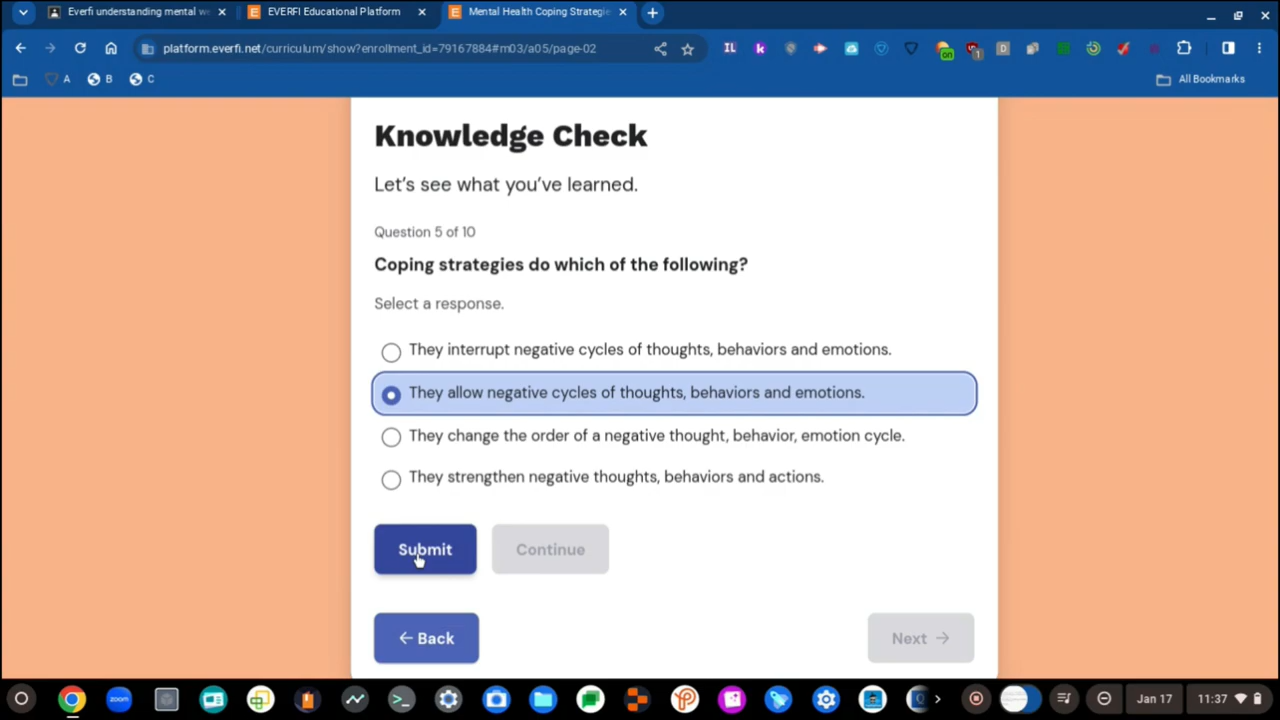 Everfi understanding mental we
EVERFI Educational Platform
Mental Health Coping Strategie
platform.everfi.net/curriculum/show?enrollment_id=79167884#m03/a05/page-02
A
B
C
All Bookmarks
Knowledge Check
Let's see what you've learned.
Question 5 of 10
Coping strategies do which of the following?
Select a response.
They interrupt negative cycles of thoughts, behaviors and emotions.
They allow negative cycles of thoughts, behaviors and emotions.
They change the order of a negative thought, behavior, emotion cycle.
They strengthen negative thoughts, behaviors and actions.
Submit
Continue
← Back
Next →
zoom
Jan 17
11:37